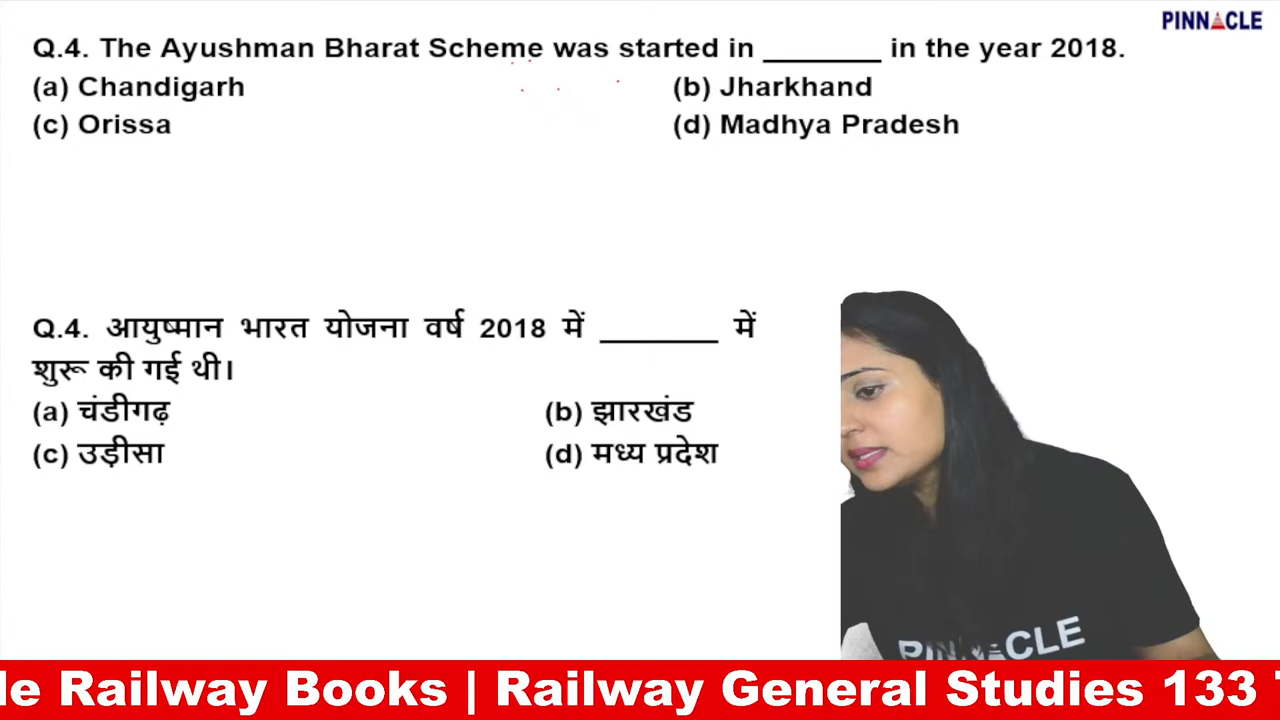 PINNACLE
Q.4. The Ayushman Bharat Scheme was started in ________ in the year 2018.
(a) Chandigarh (b) Jharkhand
(c) Orissa (d) Madhya Pradesh
Q.4. आयुष्मान भारत योजना वर्ष 2018 में ________ में
शुरू की गई थी।
(a) चंडीगढ़ (b) झारखंड
(c) उड़ीसा (d) मध्य प्रदेश
PINNACLE
le Railway Books | Railway General Studies 133